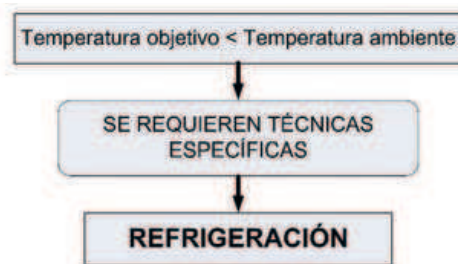 Temperatura objetivo < Temperatura ambiente
SE REQUIEREN TÉCNICAS
ESPECÍFICAS
REFRIGERACIÓN